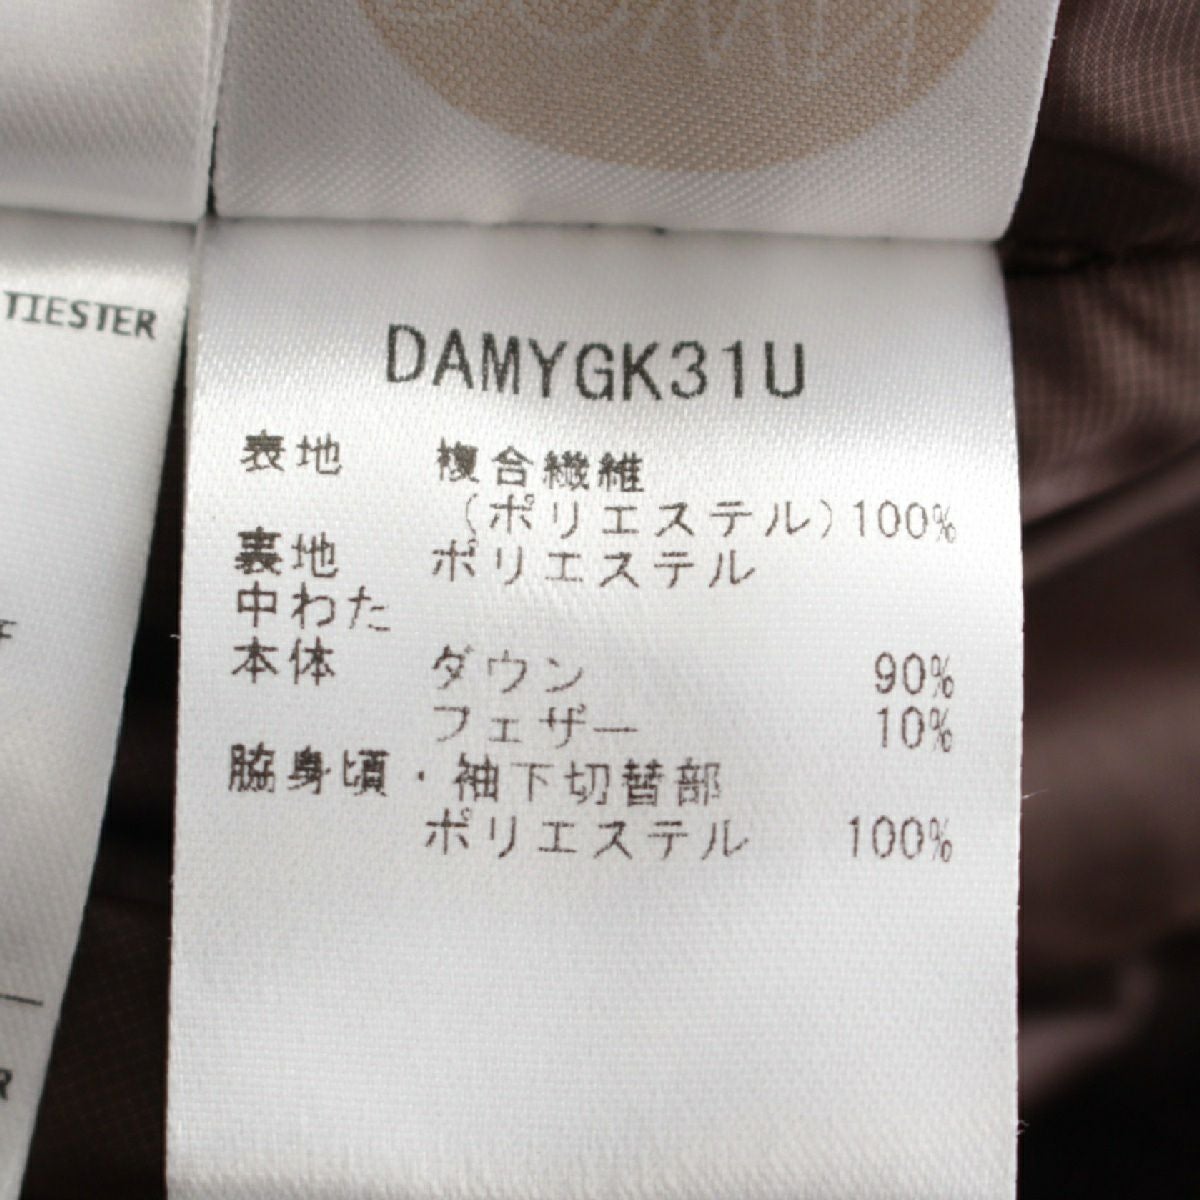 TIESTER
DAMYGK31U
表地 複合繊維
(ポリエステル)100%
裏地 ポリエステル
中わた
本体 ダウン 90%
フェザー 10%
脇身頃・袖下切替部
ポリエステル 100%